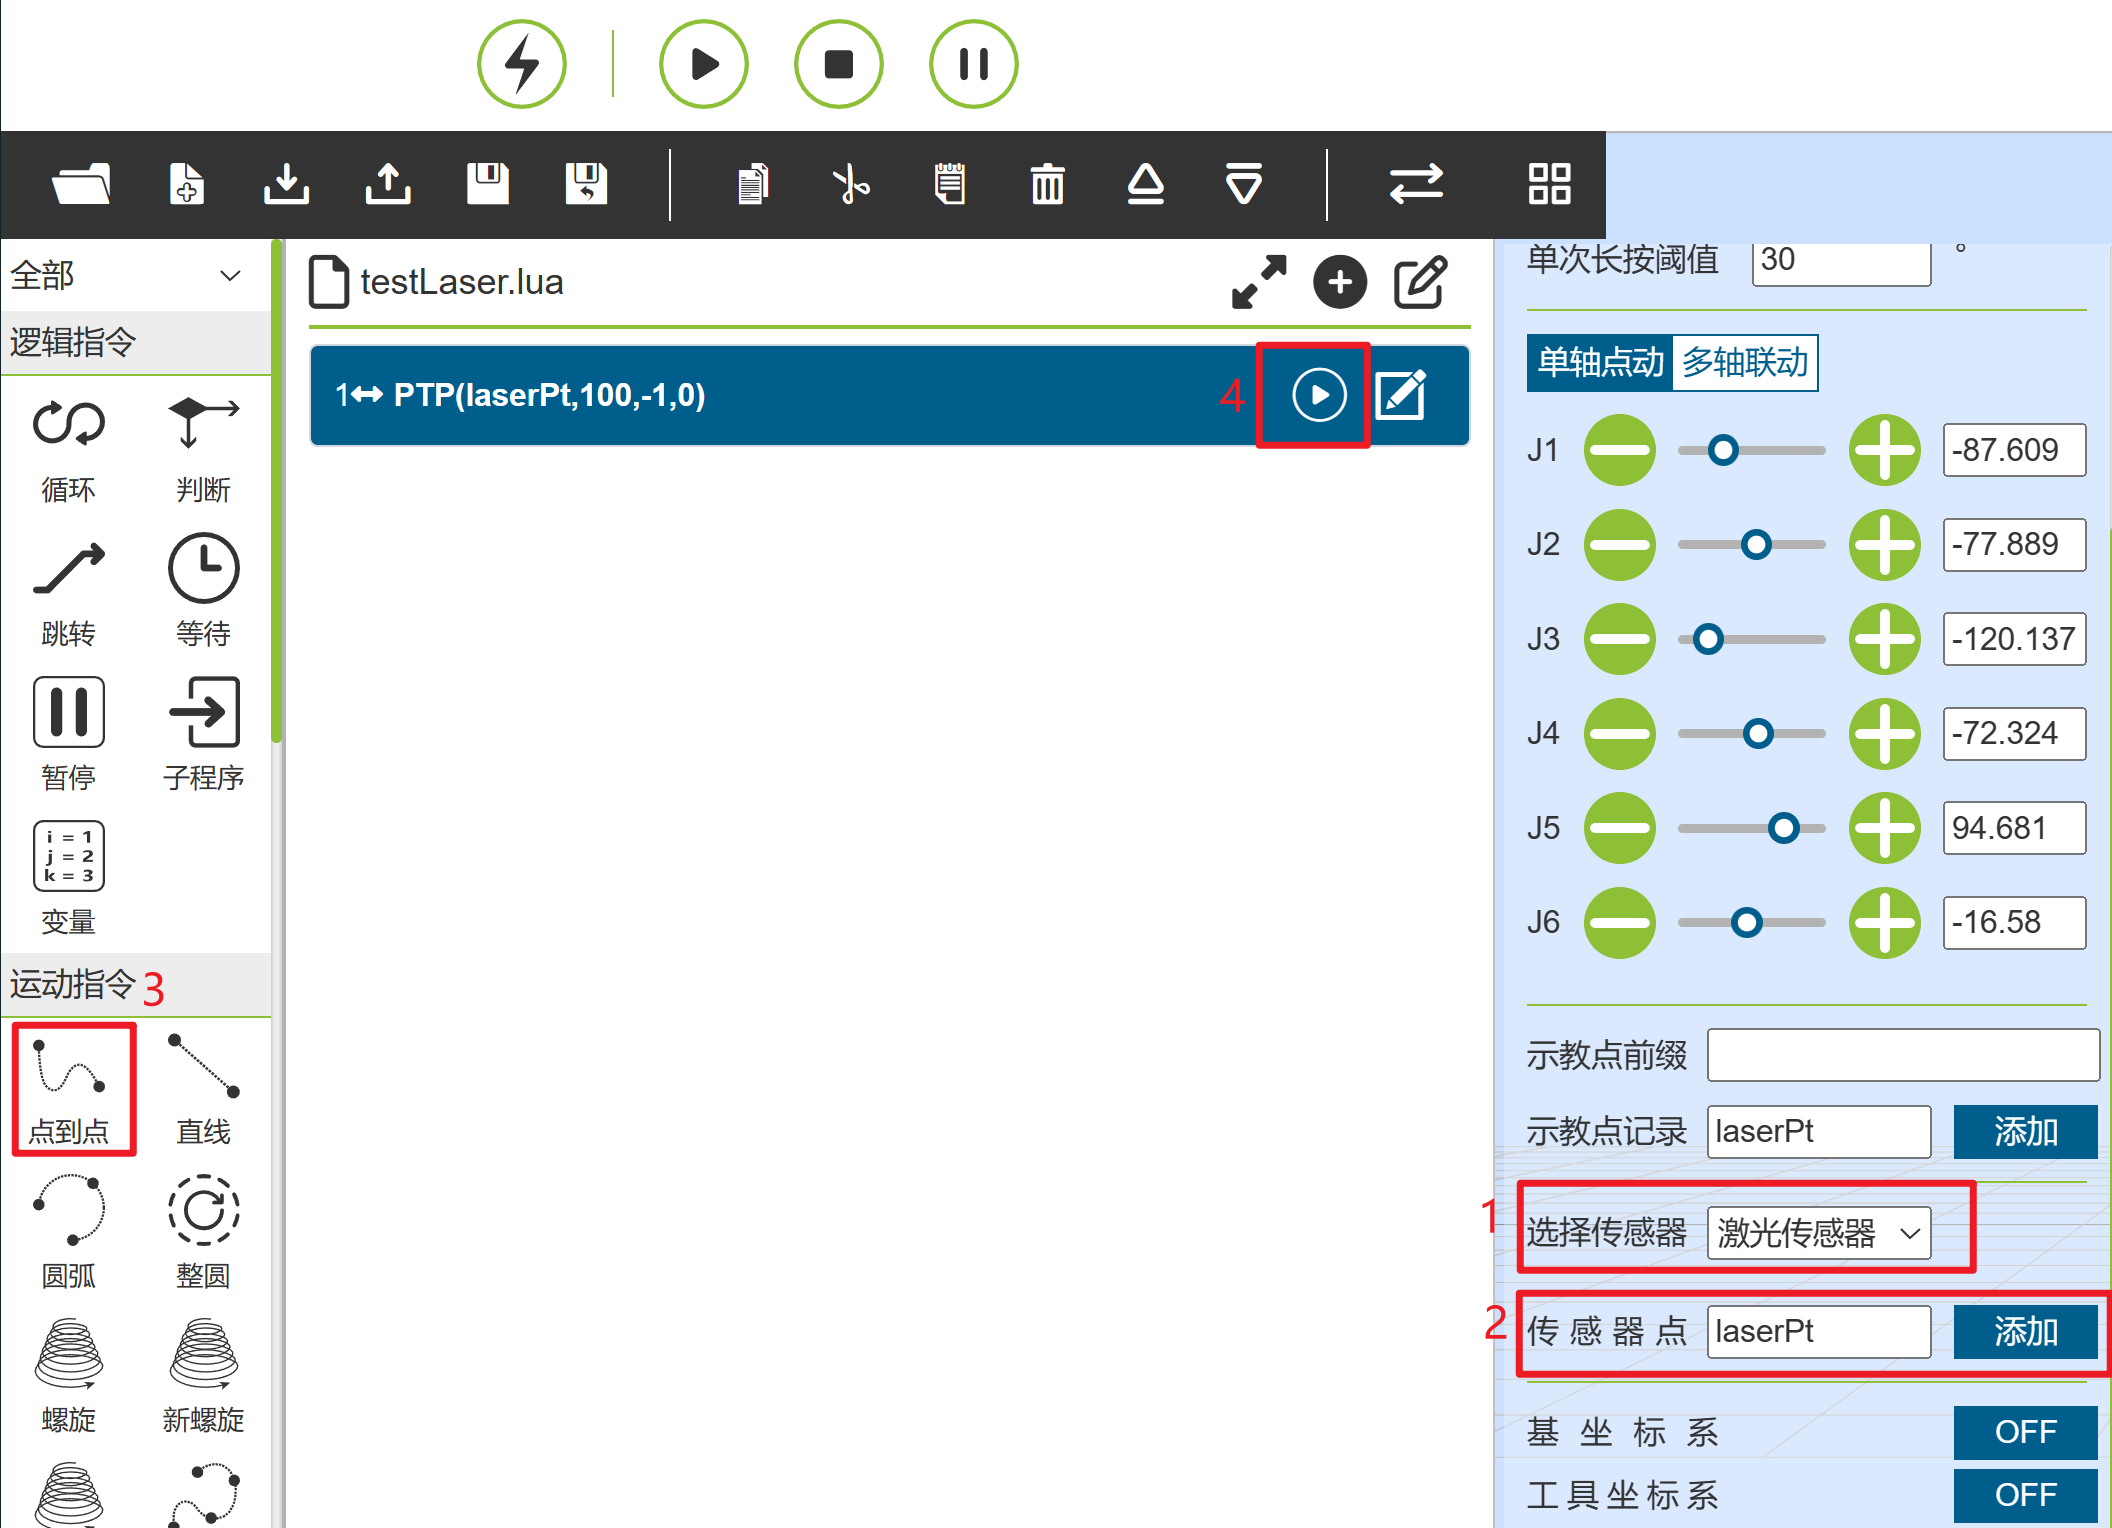 全部
逻辑指令
循环 判断
跳转 等待
暂停 子程序
i = 1
j = 2
k = 3
变量
运动指令 3
点到点 直线
圆弧 整圆
螺旋 新螺旋
testLaser.lua
1 PTP(laserPt,100,-1,0) 4
单次长按阈值 30 °
单轴点动 多轴联动
J1 -87.609
J2 -77.889
J3 -120.137
J4 -72.324
J5 94.681
J6 -16.58
示教点前缀
示教点记录 laserPt 添加
1 选择传感器 激光传感器
2 传感器点 laserPt 添加
基坐标系 OFF
工具坐标系 OFF